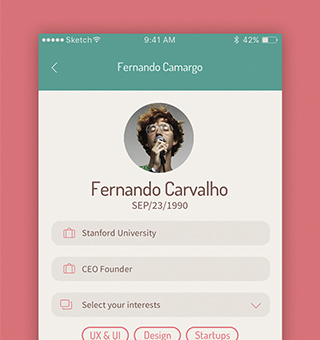 Sketch 9:41 AM 42%
Fernando Camargo
Fernando Carvalho
SEP/23/1990
Stanford University
CEO Founder
Select your interests
UX & UI Design Startups